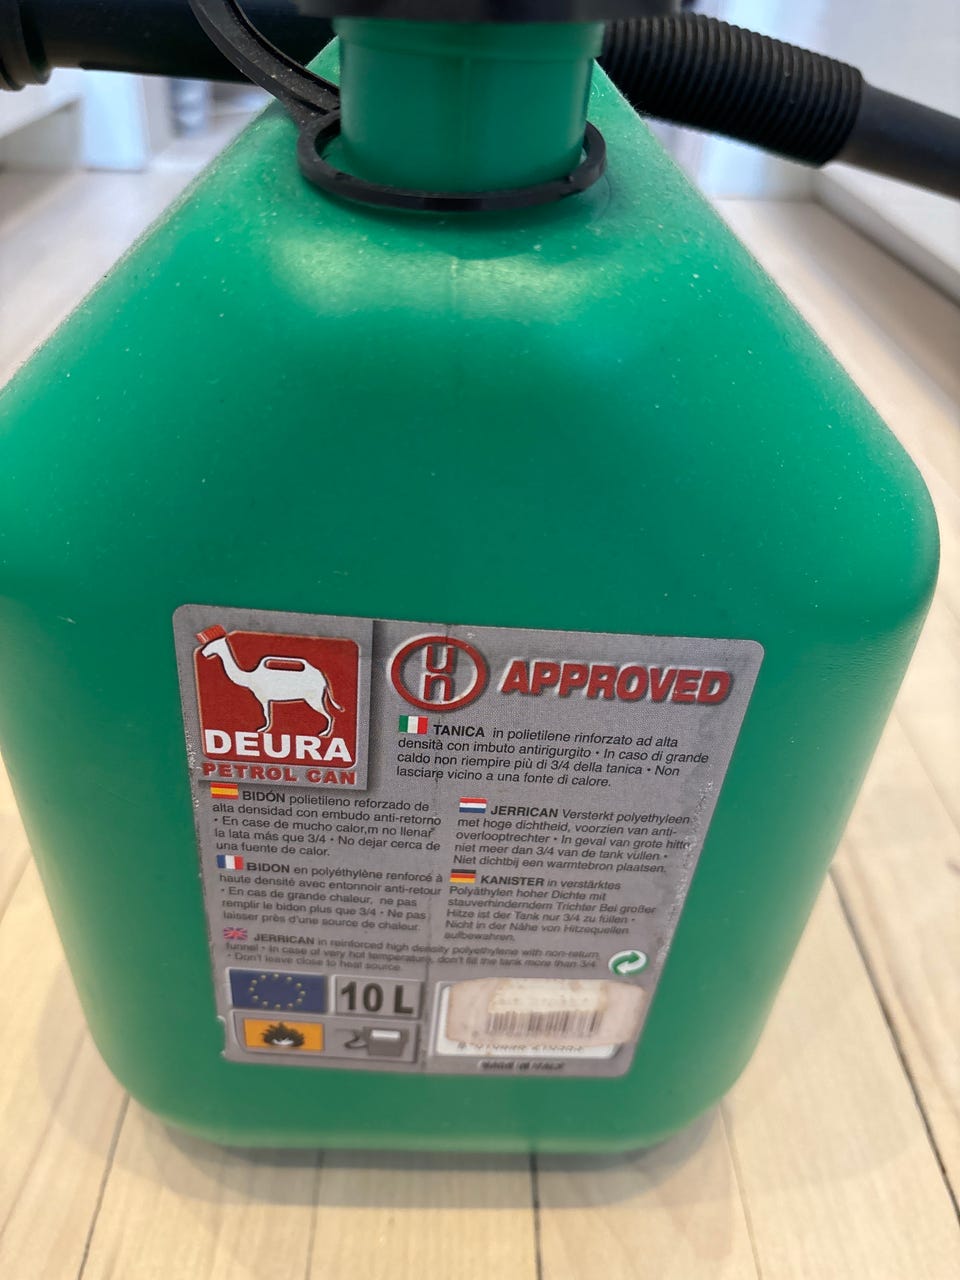 DEURA
PETROL CAN
un
APPROVED
TANICA in polietilene rinforzato ad alta
densità con imbuto antirigurgito • In caso di grande
caldo non riempire più di 3/4 della tanica • Non
lasciare vicino a una fonte di calore.
BIDÓN polietileno reforzado de
alta densidad con embudo anti-retorno
• En case de mucho calor,m no llenar
la lata más que 3/4 • No dejar cerca de
una fuente de calor.
JERRICAN Versterkt polyethyleen
met hoge dichtheid, voorzien van anti-
overlooptrechter • In geval van grote hitte
niet meer dan 3/4 van de tank vullen •
Niet dichtbij een warmtebron plaatsen.
BIDON en polyéthylène renforcé à
haute densité avec entonnoir anti-retour
• En cas de grande chaleur, ne pas
remplir le bidon plus que 3/4 • Ne pas
laisser près d'une source de chaleur.
KANISTER in verstärktes
Polyäthylen hoher Dichte mit
stauverhinderndem Trichter Bei großer
Hitze ist der Tank nur 3/4 zu füllen •
Nicht in der Nähe von Hitzequellen
aufbewahren.
JERRICAN in reinforced high density polyethylene with non-return
funnel • In case of very hot temperature, don't fill the tank more than 3/4
• Don't leave close to heat source.
10 L
MADE IN ITALY